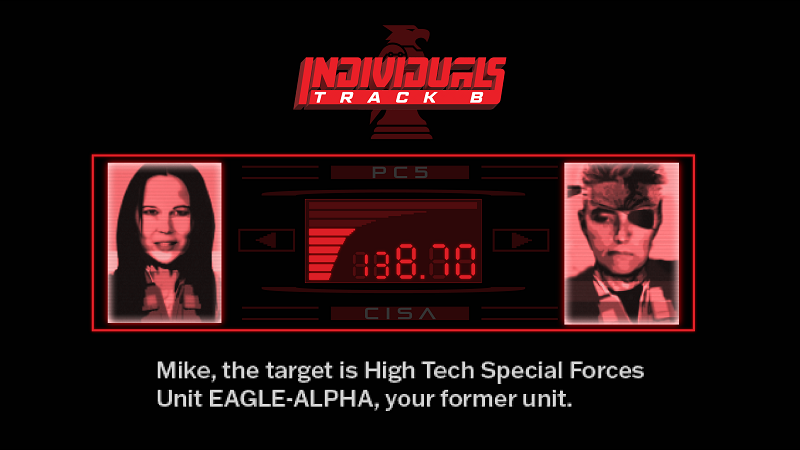 INDIVIDUALS
TRACK B
PC5
138.70
CISA
Mike, the target is High Tech Special Forces
Unit EAGLE-ALPHA, your former unit.